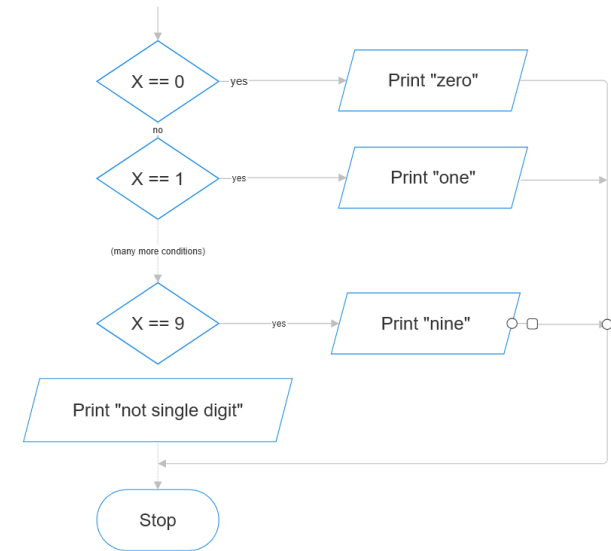 X == 0
yes
Print "zero"
no
X == 1
yes
Print "one"
(many more conditions)
X == 9
yes
Print "nine"
Print "not single digit"
Stop